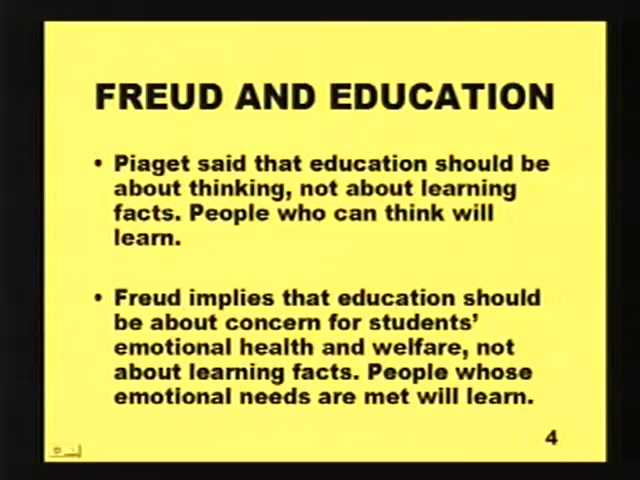 FREUD AND EDUCATION
• Piaget said that education should be
about thinking, not about learning
facts. People who can think will
learn.
• Freud implies that education should
be about concern for students’
emotional health and welfare, not
about learning facts. People whose
emotional needs are met will learn.
4